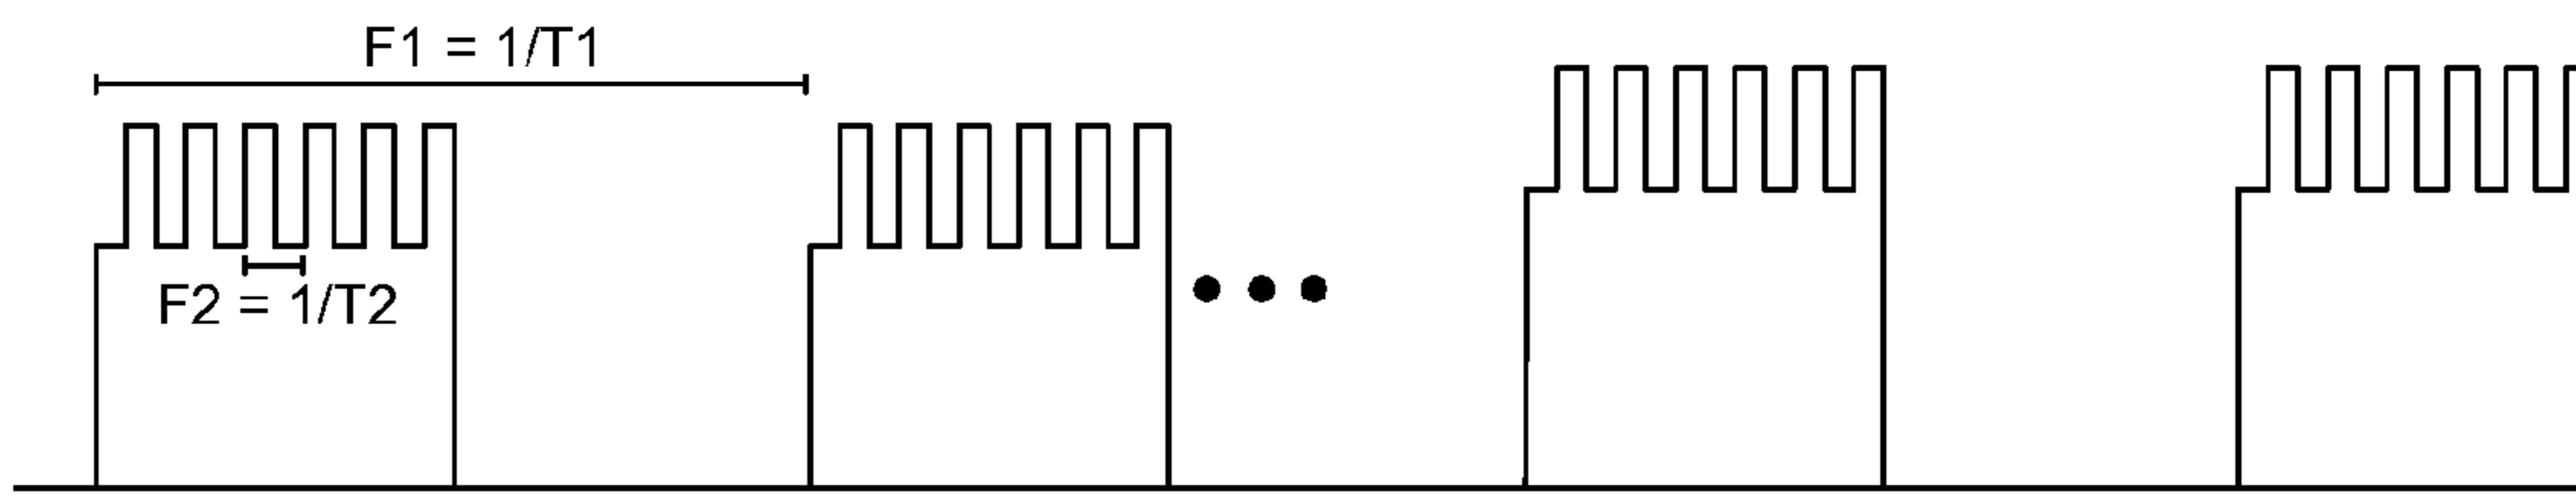 F1 = 1/T1
F2 = 1/T2